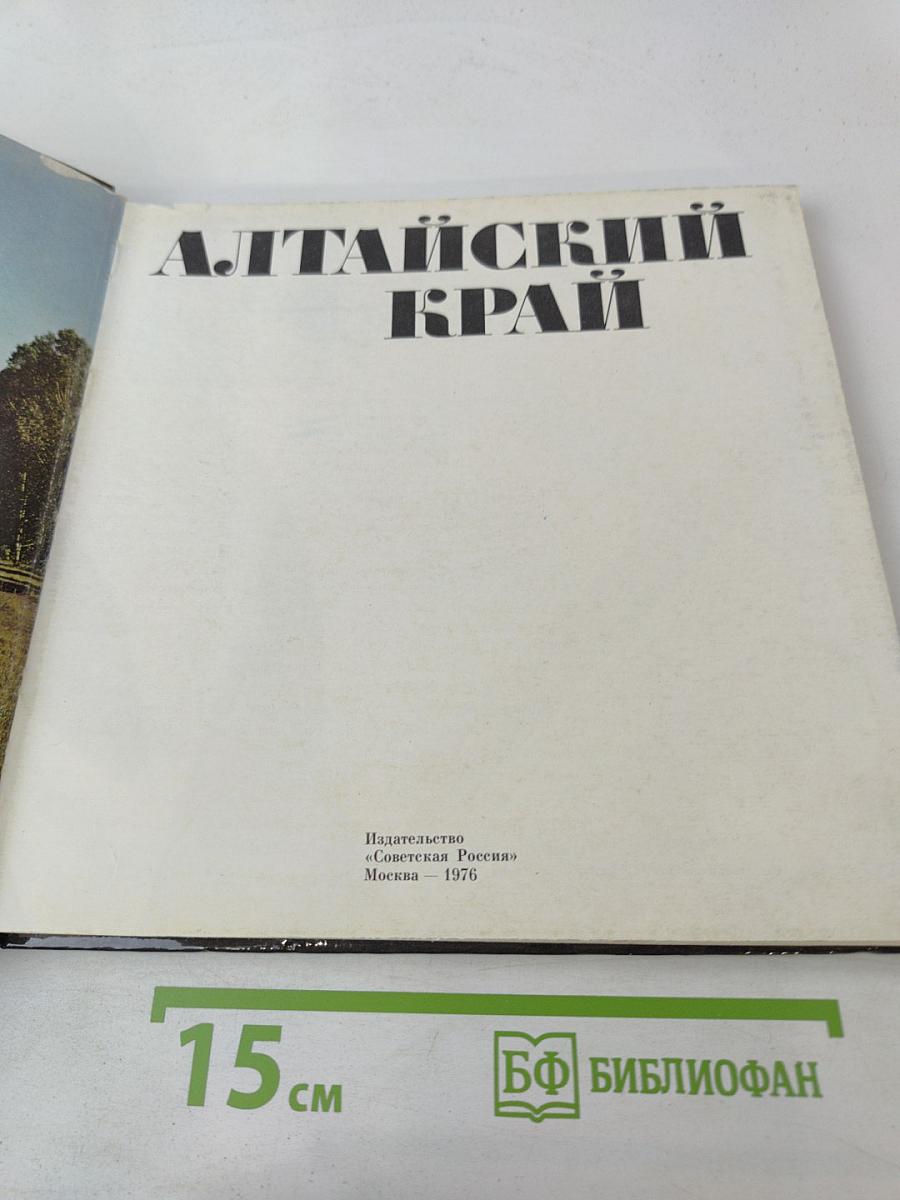 АЛТАЙСКИЙ
КРАЙ
Издательство
«Советская Россия»
Москва — 1976
15 см
БФ БИБЛИОФАН